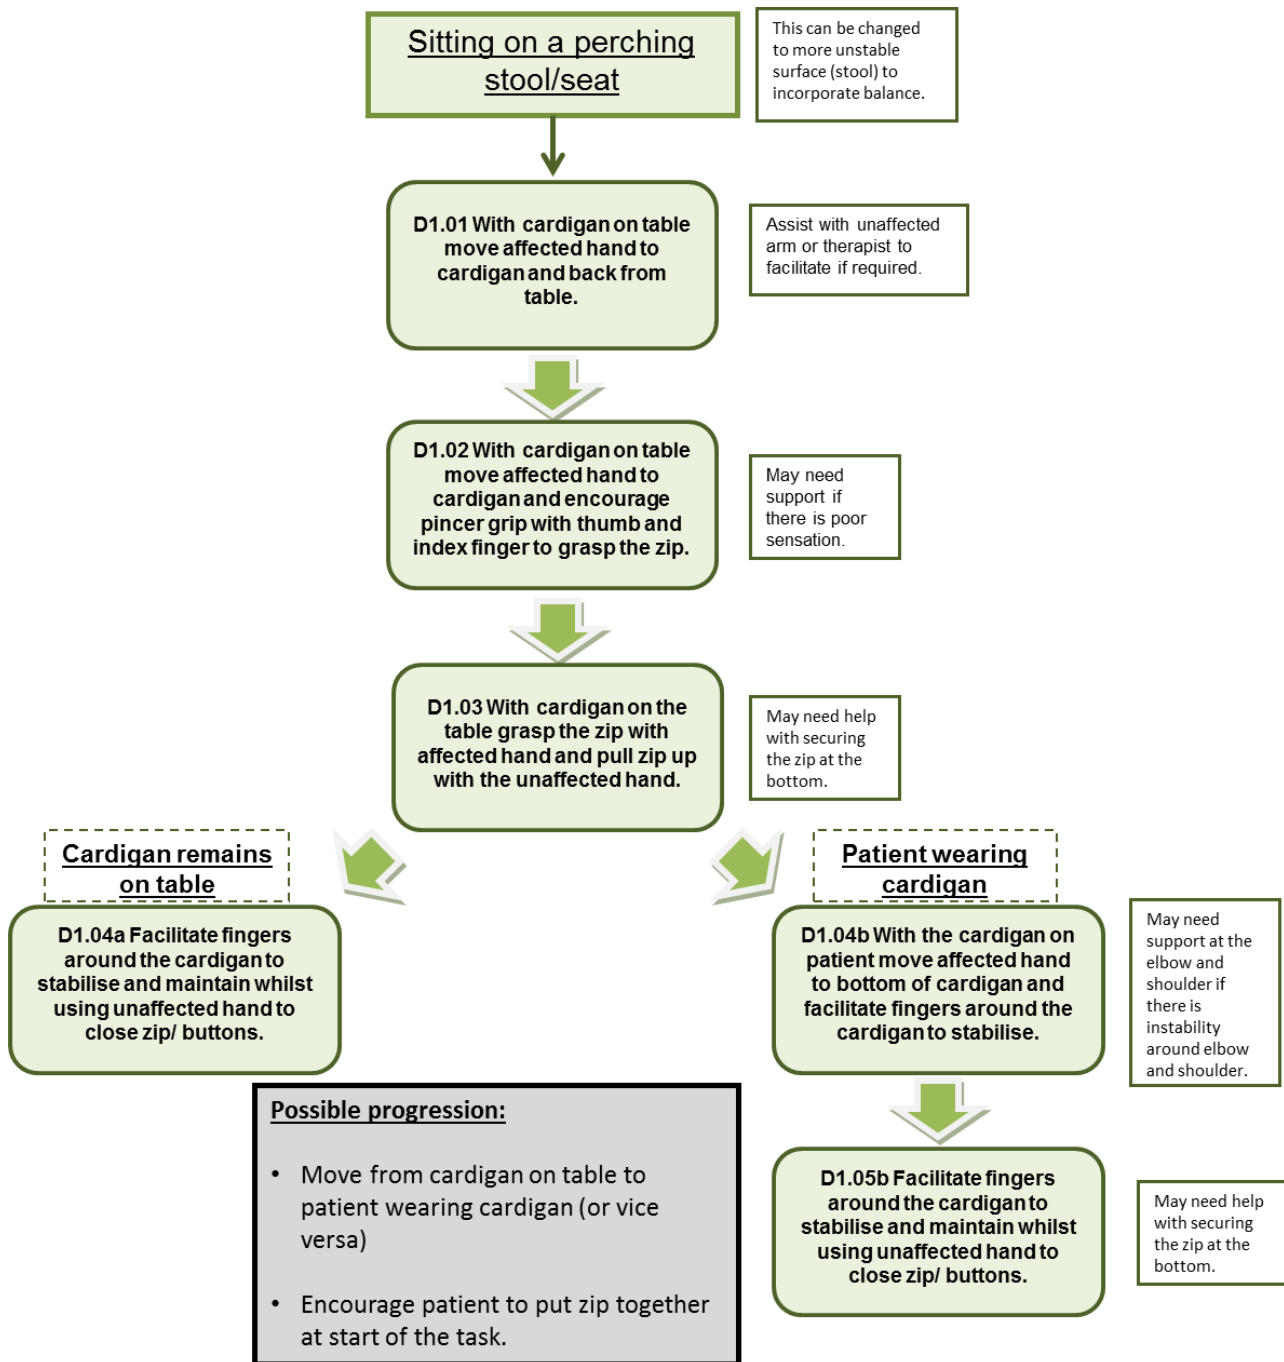 Sitting on a perching
stool/seat
This can be changed
to more unstable
surface (stool) to
incorporate balance.
D1.01 With cardigan on table
move affected hand to
cardigan and back from
table.
Assist with unaffected
arm or therapist to
facilitate if required.
D1.02 With cardigan on table
move affected hand to
cardigan and encourage
pincer grip with thumb and
index finger to grasp the zip.
May need
support if
there is poor
sensation.
D1.03 With cardigan on the
table grasp the zip with
affected hand and pull zip up
with the unaffected hand.
May need help
with securing
the zip at the
bottom.
Cardigan remains
on table
D1.04a Facilitate fingers
around the cardigan to
stabilise and maintain whilst
using unaffected hand to
close zip/ buttons.
Patient wearing
cardigan
D1.04b With the cardigan on
patient move affected hand
to bottom of cardigan and
facilitate fingers around the
cardigan to stabilise.
May need
support at the
elbow and
shoulder if
there is
instability
around elbow
and shoulder.
Possible progression:
• Move from cardigan on table to
patient wearing cardigan (or vice
versa)
• Encourage patient to put zip together
at start of the task.
D1.05b Facilitate fingers
around the cardigan to
stabilise and maintain whilst
using unaffected hand to
close zip/ buttons.
May need help
with securing
the zip at the
bottom.